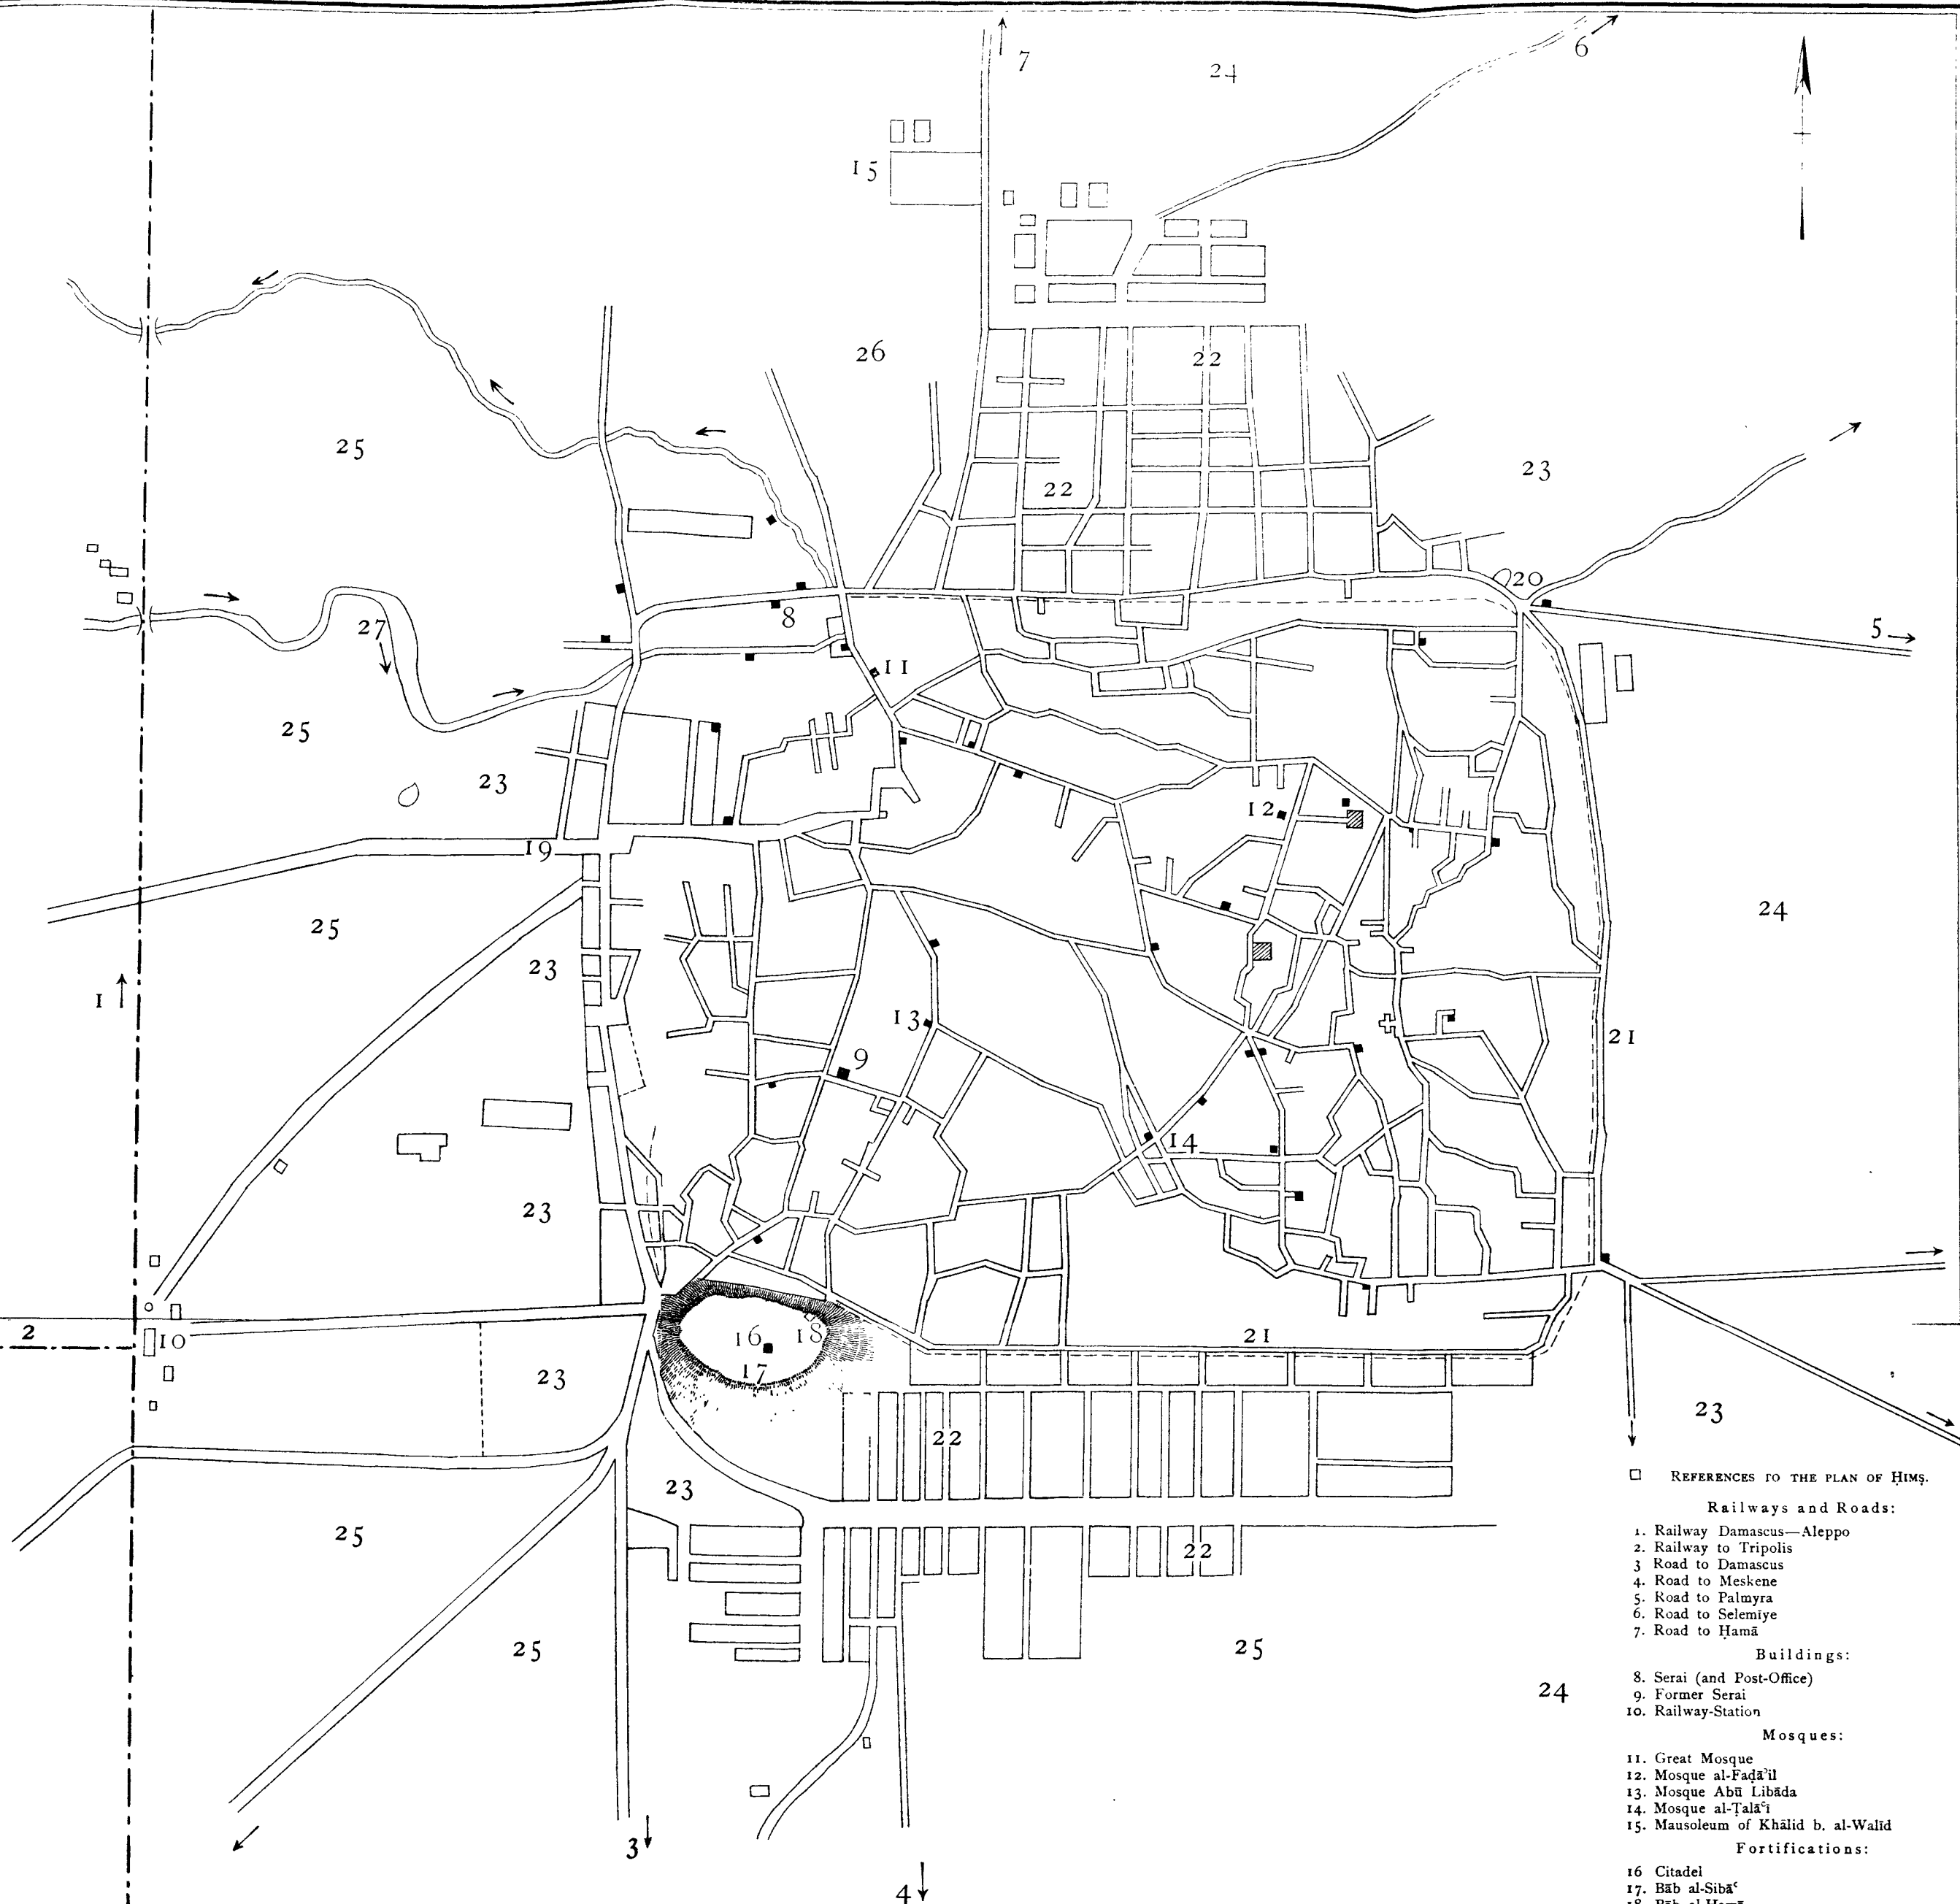 7
6
24
15
26
22
25
23
22
20
27
8
5
11
25
23
12
19
24
25
23
1
13
21
9
14
23
2
10
16
18
21
17
23
23
22
23
25
22
25
25
24
3
4
REFERENCES TO THE PLAN OF ḤIMṢ.
Railways and Roads:
1. Railway Damascus—Aleppo
2. Railway to Tripolis
3 Road to Damascus
4. Road to Meskene
5. Road to Palmyra
6. Road to Selemīye
7. Road to Ḥamā
Buildings:
8. Serai (and Post-Office)
9. Former Serai
10. Railway-Station
Mosques:
11. Great Mosque
12. Mosque al-Faḍāʾil
13. Mosque Abū Libāda
14. Mosque al-Ṭalāʿī
15. Mausoleum of Khālid b. al-Walīd
Fortifications:
16 Citadel
17. Bāb al-Sibāʿ